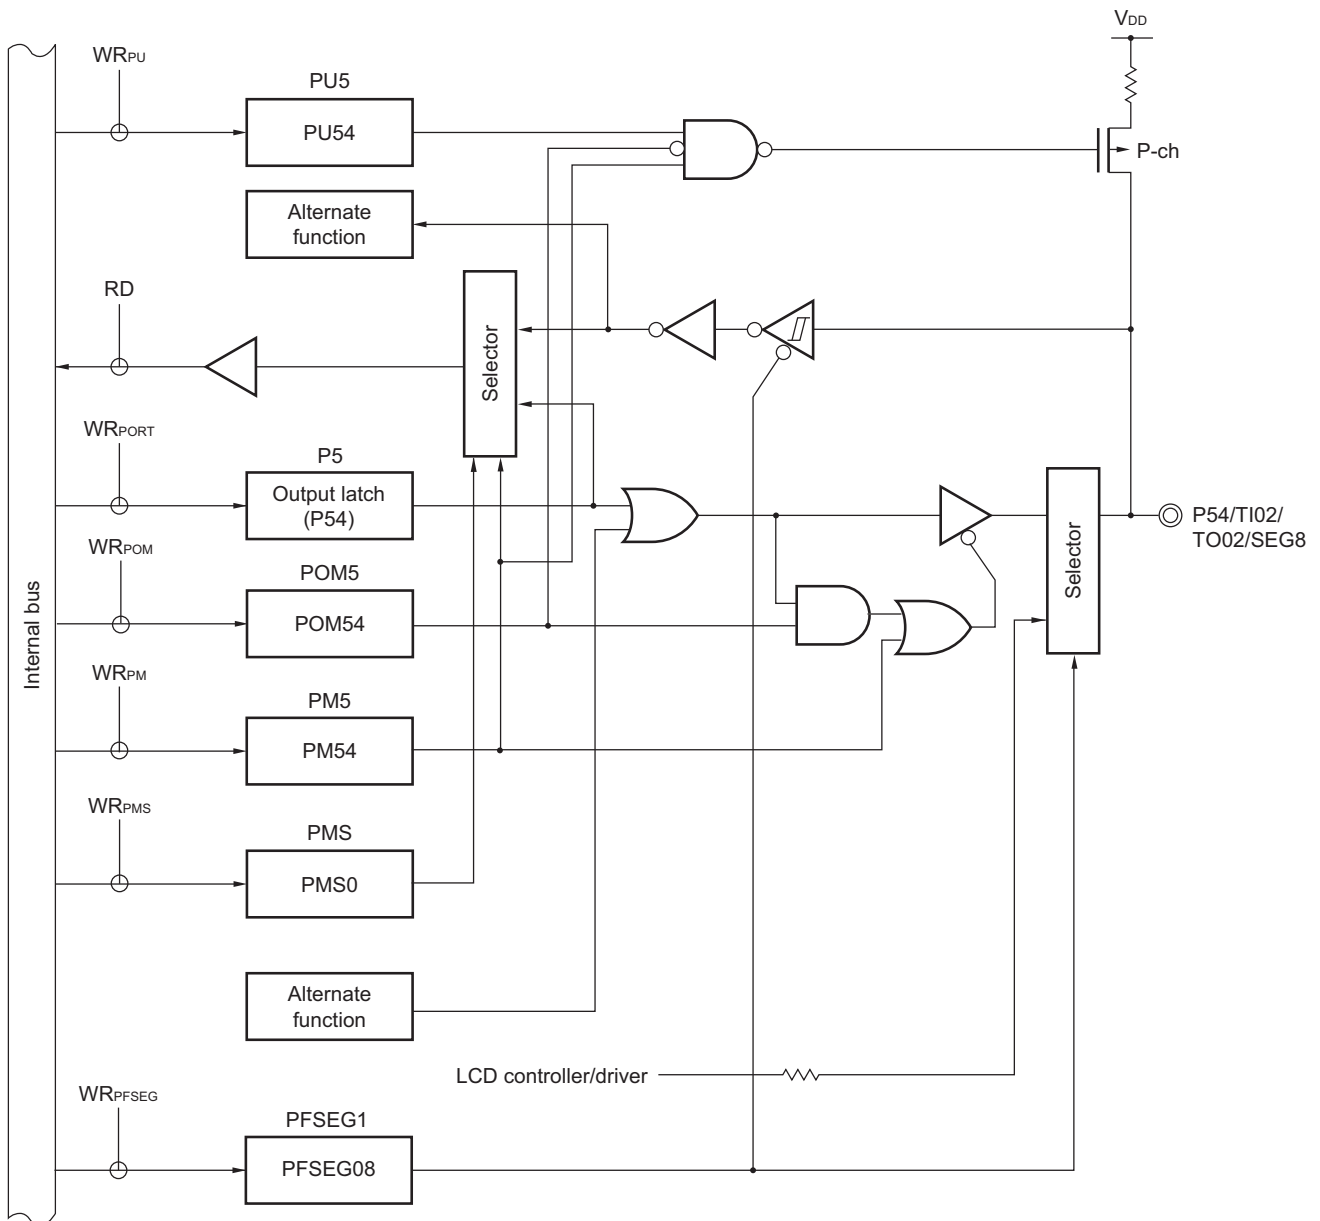 VDD
WRPU
PU5
PU54
P-ch
Alternate
function
RD
Selector
WRPORT
P5
Output latch
(P54)
Selector
P54/TI02/
TO02/SEG8
WRPOM
POM5
POM54
Internal bus
WRPM
PM5
PM54
WRPMS
PMS
PMS0
Alternate
function
LCD controller/driver
WRPFSEG
PFSEG1
PFSEG08